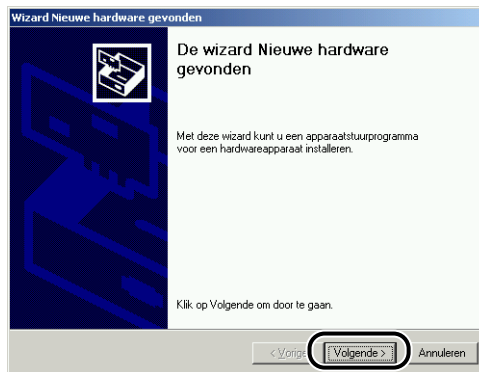 Wizard Nieuwe hardware gevonden
De wizard Nieuwe hardware
gevonden
Met deze wizard kunt u een apparaatstuurprogramma
voor een hardwareapparaat installeren.
Klik op Volgende om door te gaan.
< Vorige
Volgende >
Annuleren